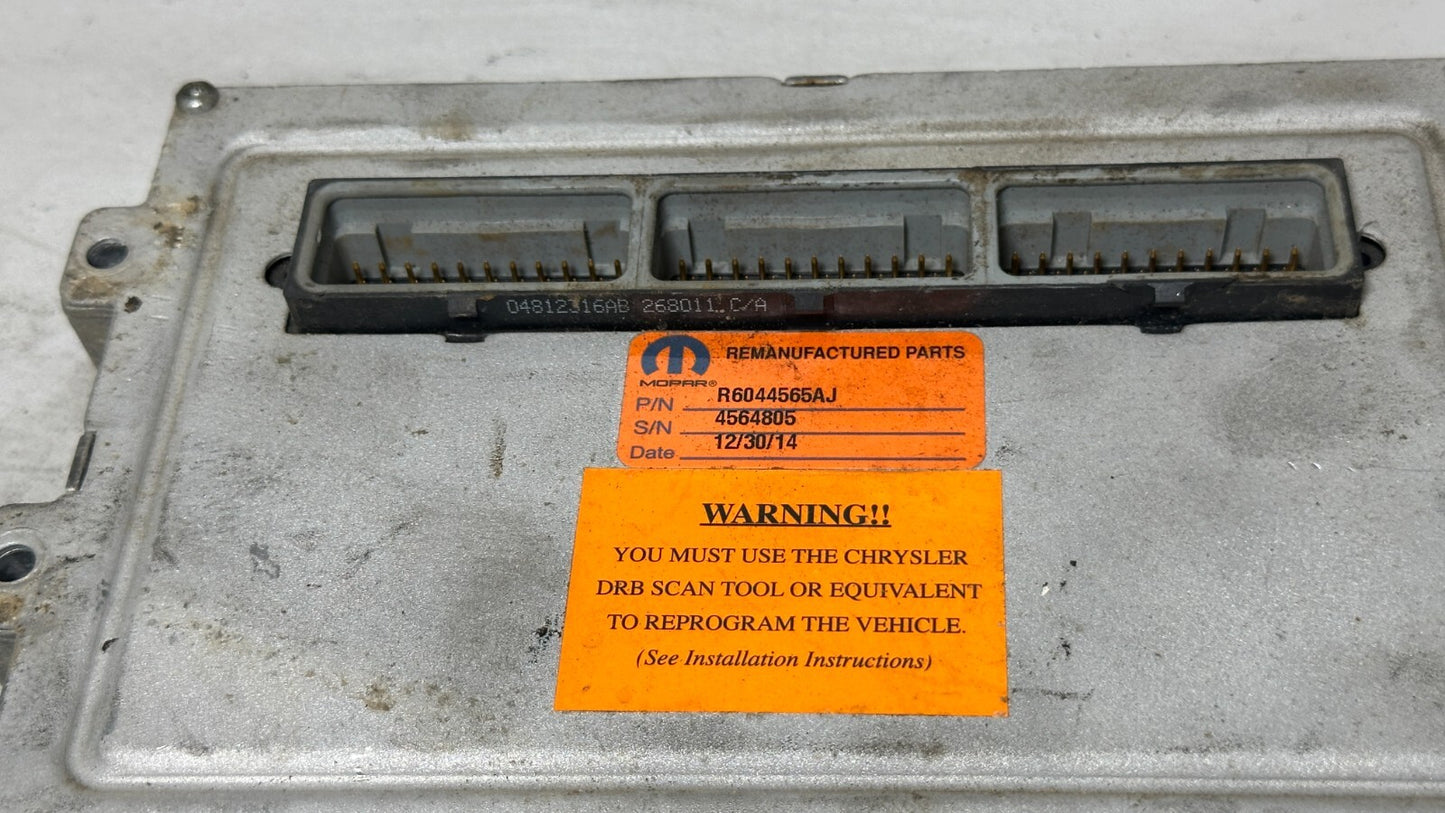 04812316AB 268011 C/A
REMANUFACTURED PARTS
MOPAR®
P/N R6044565AJ
S/N 4564805
Date 12/30/14
WARNING!!
YOU MUST USE THE CHRYSLER
DRB SCAN TOOL OR EQUIVALENT
TO REPROGRAM THE VEHICLE.
(See Installation Instructions)